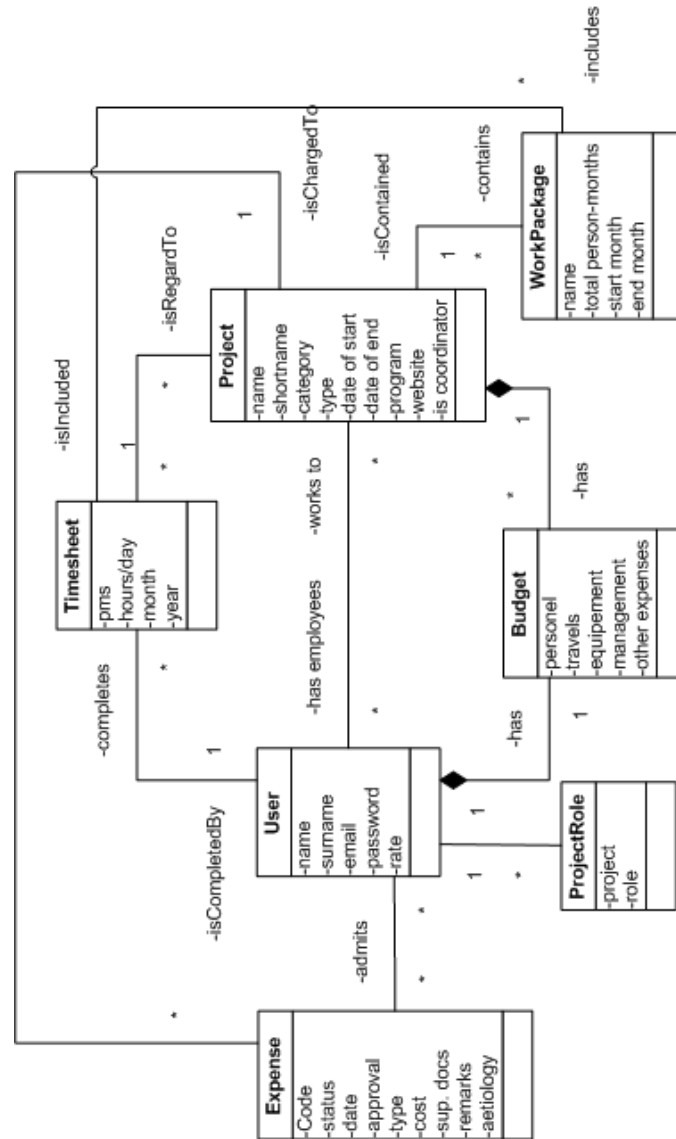 Expense
-Code
-status
-date
-approval
-type
-cost
-sup. docs
-remarks
-aetiology
*
-admits
*
*
-isCompletedBy
User
-name
-surname
-email
-password
-rate
1
-completes
*
1
1
*
ProjectRole
-project
-role
-has employees
*
-works to
*
-has
1
Timesheet
-pms
-hours/day
-month
-year
-isIncluded
*
1
*
-isRegardTo
Budget
-personel
-travels
-equipement
-management
-other expenses
*
-has
1
Project
-name
-shortname
-category
-type
-date of start
-date of end
-program
-website
-is coordinator
1
-isChargedTo
-isContained
1
*
-contains
WorkPackage
-name
-total person-months
-start month
-end month
*
-includes